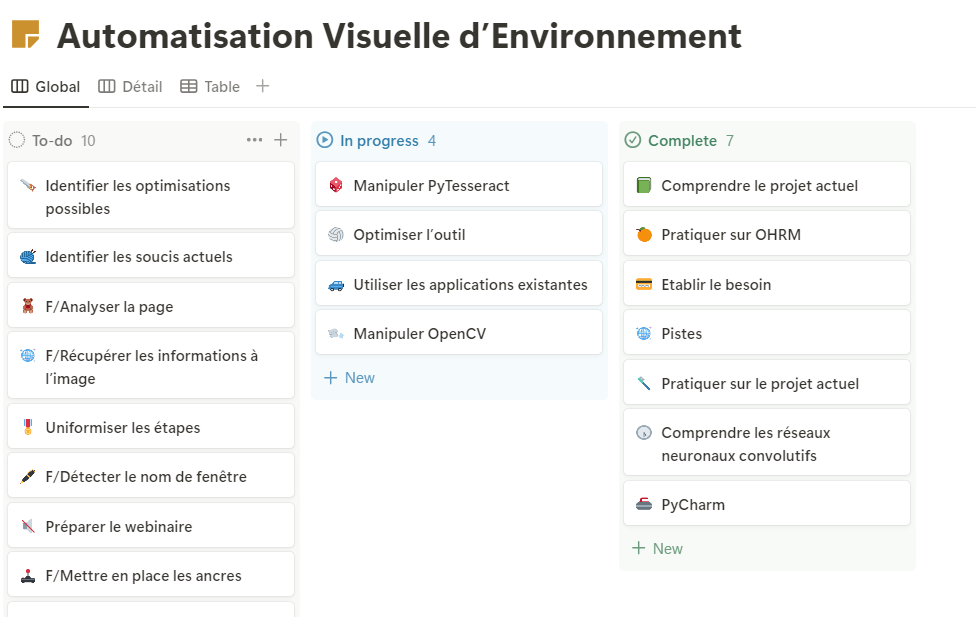 Automatisation Visuelle d’Environnement
Global Détail Table
To-do 10
Identifier les optimisations
possibles
Identifier les soucis actuels
F/Analyser la page
F/Récupérer les informations à
l’image
Uniformiser les étapes
F/Détecter le nom de fenêtre
Préparer le webinaire
F/Mettre en place les ancres
In progress 4
Manipuler PyTesseract
Optimiser l’outil
Utiliser les applications existantes
Manipuler OpenCV
+ New
Complete 7
Comprendre le projet actuel
Pratiquer sur OHRM
Etablir le besoin
Pistes
Pratiquer sur le projet actuel
Comprendre les réseaux
neuronaux convolutifs
PyCharm
+ New